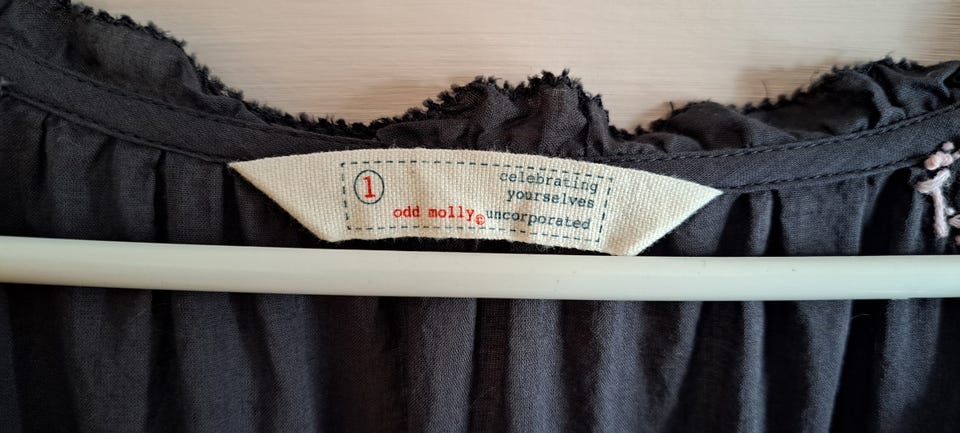 1
celebrating
yourselves
odd molly© uncorporated